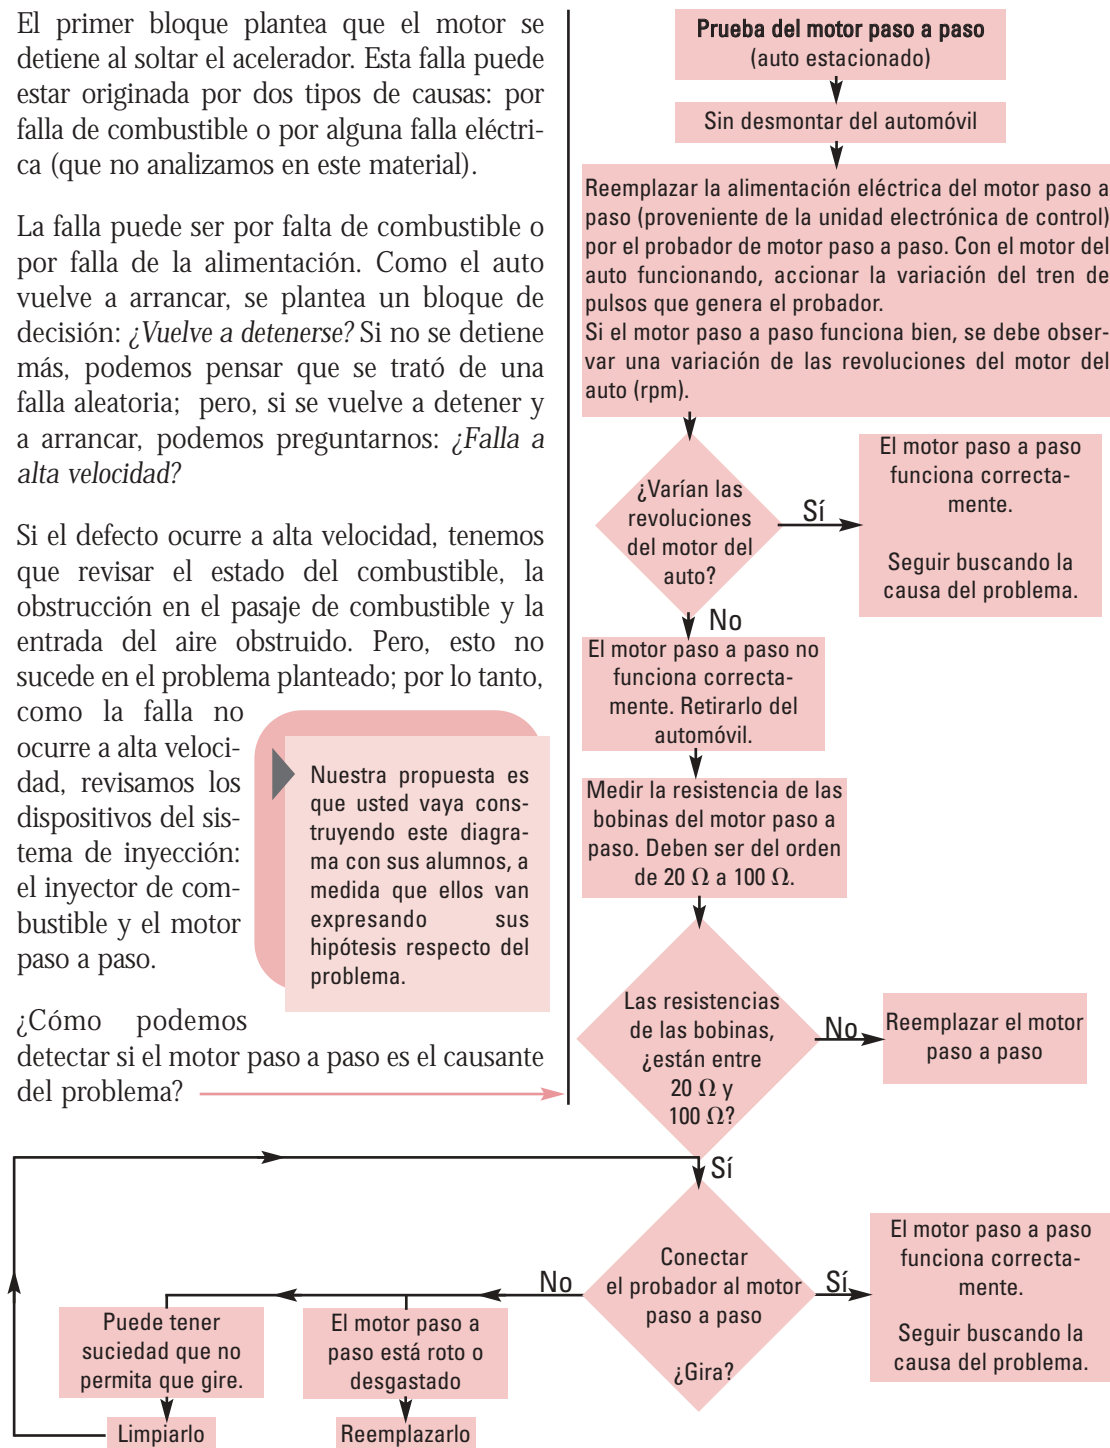 El primer bloque plantea que el motor se
detiene al soltar el acelerador. Esta falla puede
estar originada por dos tipos de causas: por
falla de combustible o por alguna falla eléctri-
ca (que no analizamos en este material).
La falla puede ser por falta de combustible o
por falla de la alimentación. Como el auto
vuelve a arrancar, se plantea un bloque de
decisión: ¿Vuelve a detenerse? Si no se detiene
más, podemos pensar que se trató de una
falla aleatoria; pero, si se vuelve a detener y
a arrancar, podemos preguntarnos: ¿Falla a
alta velocidad?
Si el defecto ocurre a alta velocidad, tenemos
que revisar el estado del combustible, la
obstrucción en el pasaje de combustible y la
entrada del aire obstruido. Pero, esto no
sucede en el problema planteado; por lo tanto,
como la falla no
ocurre a alta veloci-
dad, revisamos los
dispositivos del sis-
tema de inyección:
el inyector de com-
bustible y el motor
paso a paso.
Nuestra propuesta es
que usted vaya cons-
truyendo este diagra-
ma con sus alumnos, a
medida que ellos van
expresando sus
hipótesis respecto del
problema.
¿Cómo podemos
detectar si el motor paso a paso es el causante
del problema?
Prueba del motor paso a paso
(auto estacionado)
Sin desmontar del automóvil
Reemplazar la alimentación eléctrica del motor paso a
paso (proveniente de la unidad electrónica de control)
por el probador de motor paso a paso. Con el motor del
auto funcionando, accionar la variación del tren de
pulsos que genera el probador.
Si el motor paso a paso funciona bien, se debe obser-
var una variación de las revoluciones del motor del
auto (rpm).
¿Varían las
revoluciones
del motor del
auto?
Sí
El motor paso a paso
funciona correcta-
mente.
Seguir buscando la
causa del problema.
No
El motor paso a paso no
funciona correcta-
mente. Retirarlo del
automóvil.
Medir la resistencia de las
bobinas del motor paso a
paso. Deben ser del orden
de 20 Ω a 100 Ω.
Las resistencias
de las bobinas,
¿están entre
20 Ω y
100 Ω?
No
Reemplazar el motor
paso a paso
Sí
Conectar
el probador al motor
paso a paso
¿Gira?
Sí
El motor paso a paso
funciona correcta-
mente.
Seguir buscando la
causa del problema.
No
Puede tener
suciedad que no
permita que gire.
Limpiarlo
El motor paso a
paso está roto o
desgastado
Reemplazarlo